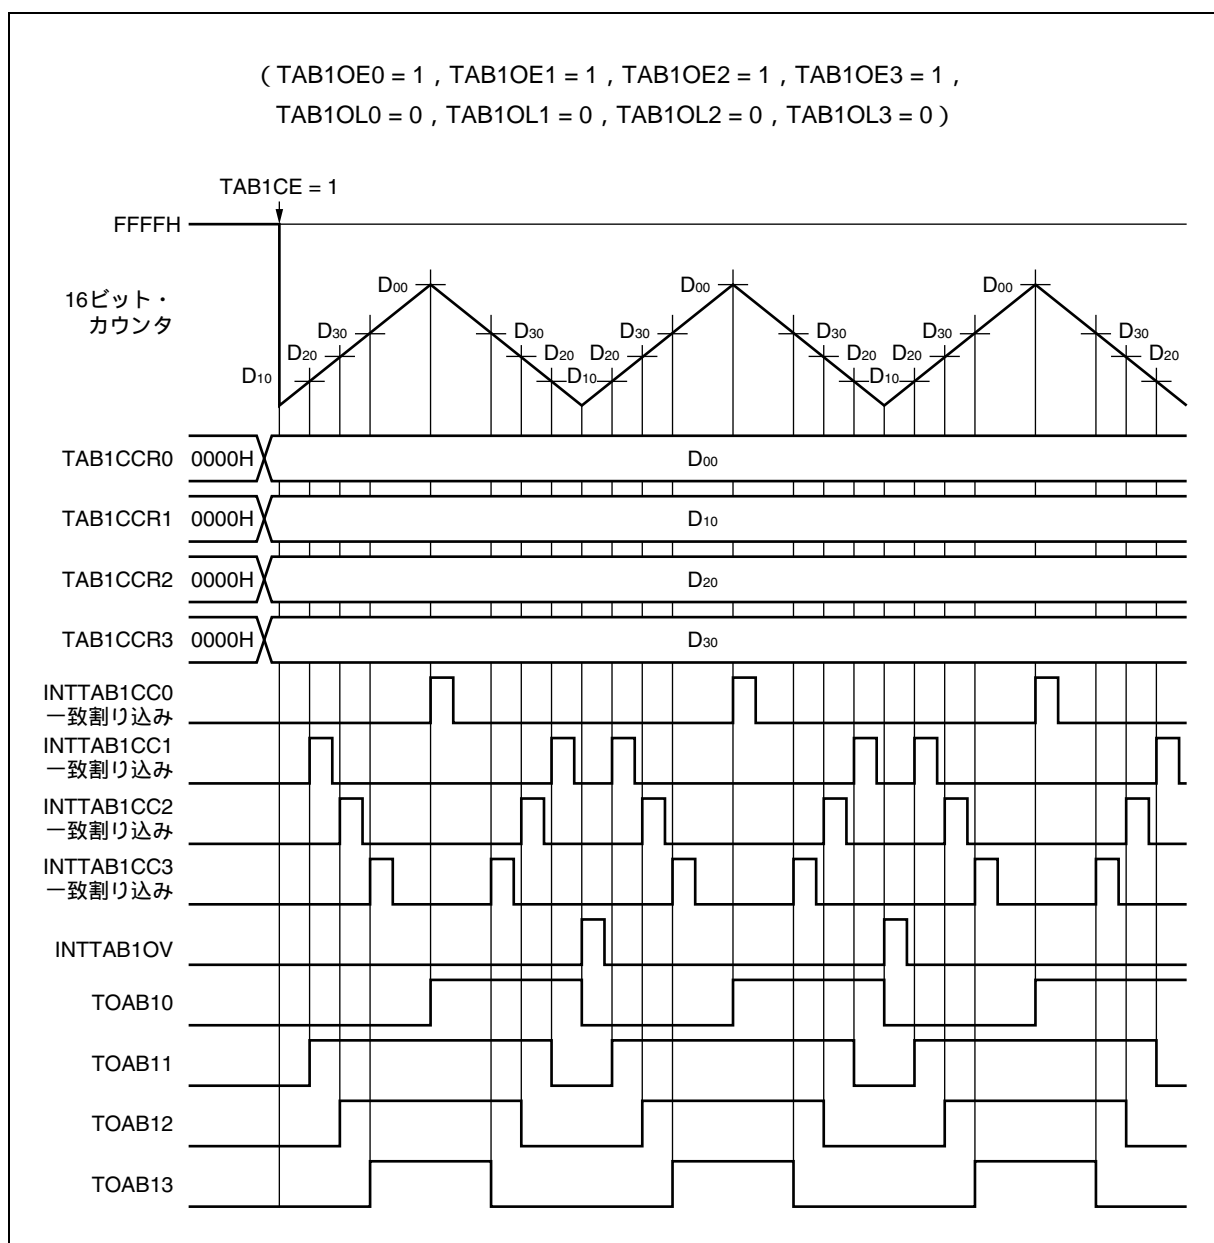 （TAB1OE0 = 1，TAB1OE1 = 1，TAB1OE2 = 1，TAB1OE3 = 1，
TAB1OL0 = 0，TAB1OL1 = 0，TAB1OL2 = 0，TAB1OL3 = 0）
TAB1CE = 1
FFFFH
16ビット・
カウンタ
D00 D00 D00
D30 D30 D30 D30 D30 D30
D20 D20 D20 D20 D20 D20
D10 D10 D10
TAB1CCR0 0000H D00
TAB1CCR1 0000H D10
TAB1CCR2 0000H D20
TAB1CCR3 0000H D30
INTTAB1CC0
一致割り込み
INTTAB1CC1
一致割り込み
INTTAB1CC2
一致割り込み
INTTAB1CC3
一致割り込み
INTTAB1OV
TOAB10
TOAB11
TOAB12
TOAB13